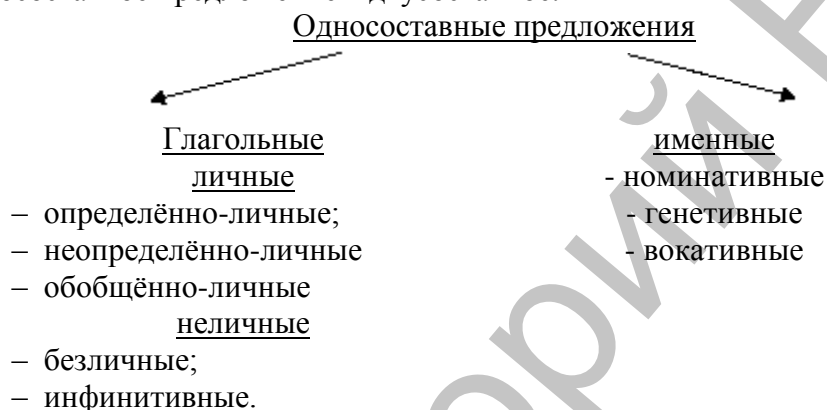 Односоставные предложения
Глагольные
личные
– определённо-личные;
– неопределённо-личные
– обобщённо-личные
неличные
– безличные;
– инфинитивные.
именные
- номинативные
- генетивные
- вокативные